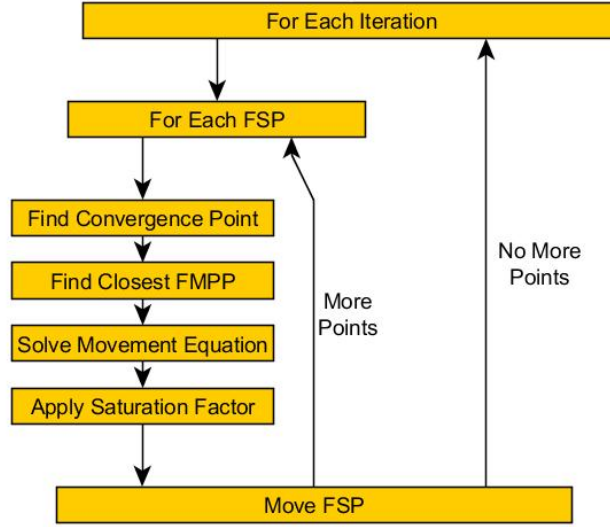 For Each Iteration
For Each FSP
Find Convergence Point
Find Closest FMPP
Solve Movement Equation
Apply Saturation Factor
More
Points
No More
Points
Move FSP